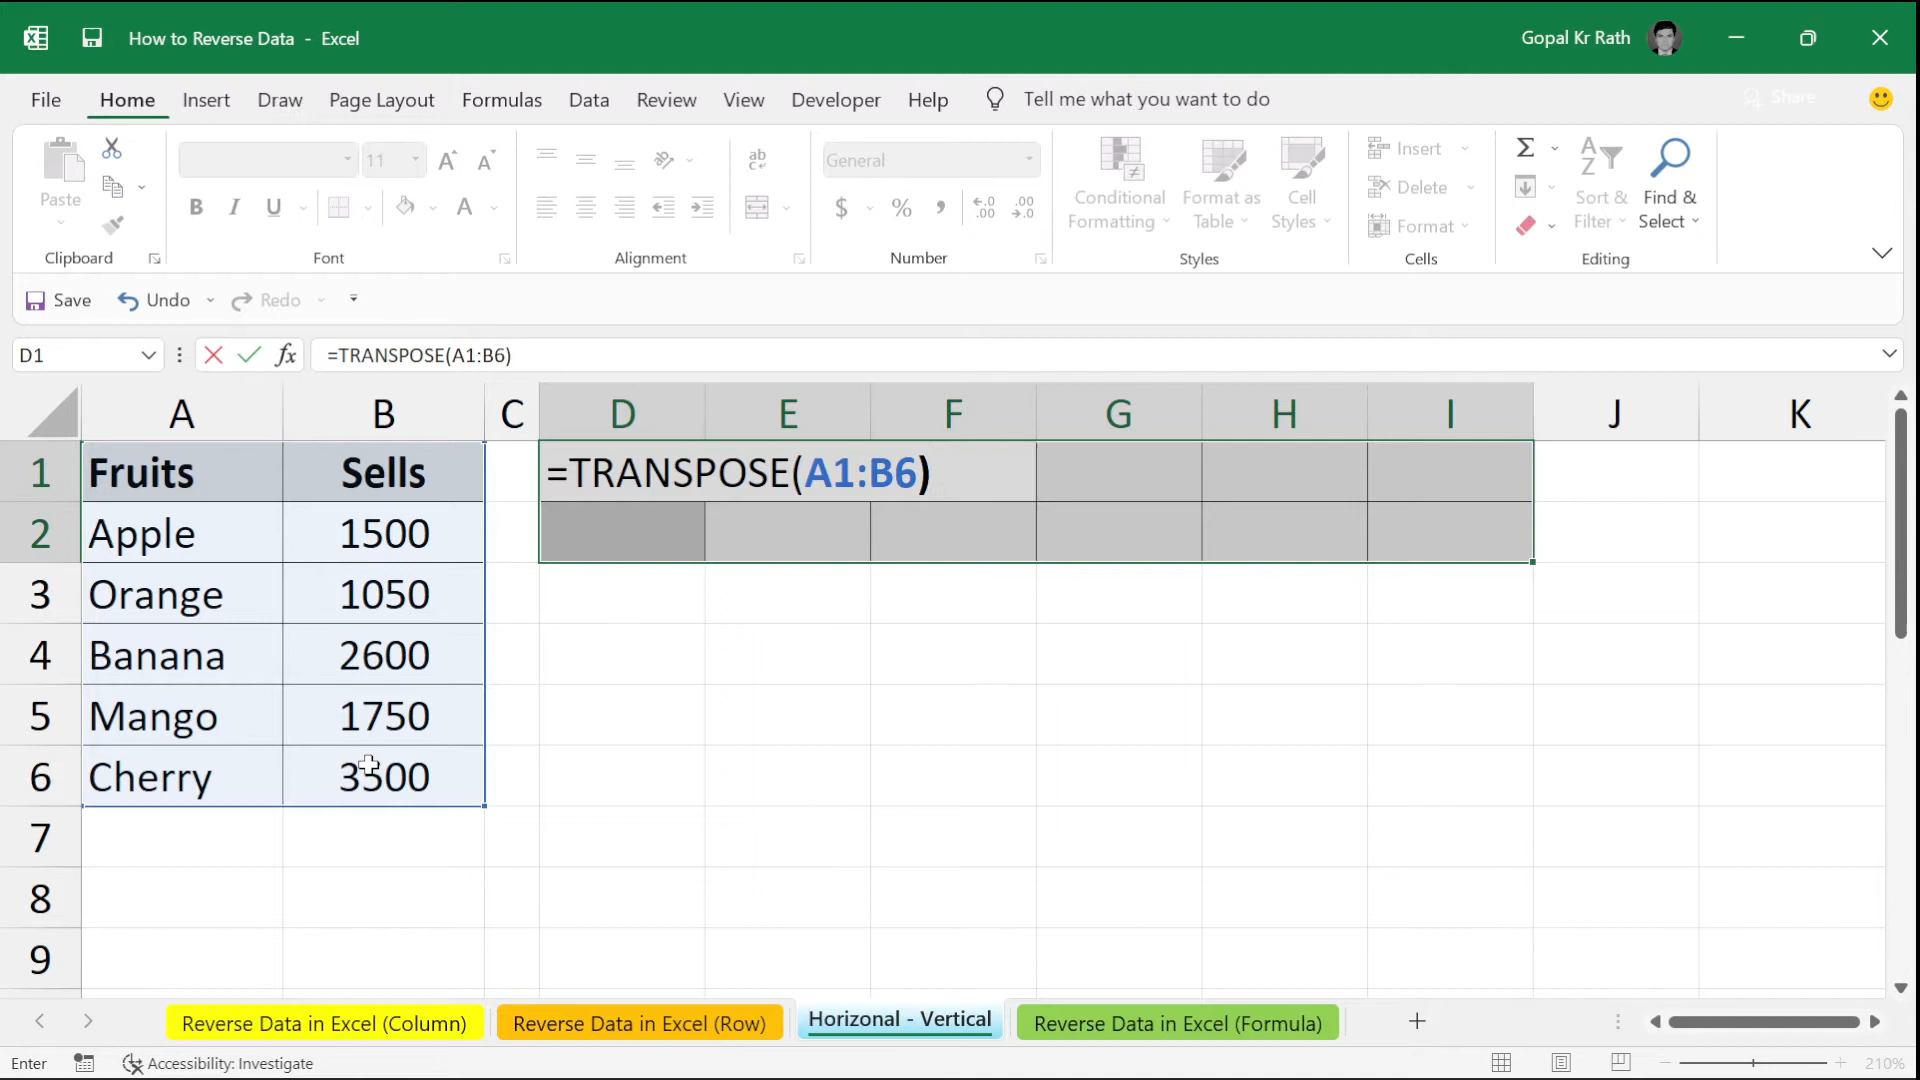 How to Reverse Data - Excel
Gopal Kr Rath
File Home Insert Draw Page Layout Formulas Data Review View Developer Help Tell me what you want to do Share
Paste
Clipboard
11
B I U A
Font
ab
Alignment
General
$ % ,
Number
Conditional Formatting
Format as Table
Cell Styles
Styles
Insert
Delete
Format
Cells
Sort & Filter
Find & Select
Editing
Save Undo Redo
D1 fx =TRANSPOSE(A1:B6)
A B C D E F G H I J K
1 Fruits Sells =TRANSPOSE(A1:B6)
2 Apple 1500
3 Orange 1050
4 Banana 2600
5 Mango 1750
6 Cherry 3500
7
8
9
Reverse Data in Excel (Column) Reverse Data in Excel (Row) Horizonal - Vertical Reverse Data in Excel (Formula)
Enter Accessibility: Investigate 210%